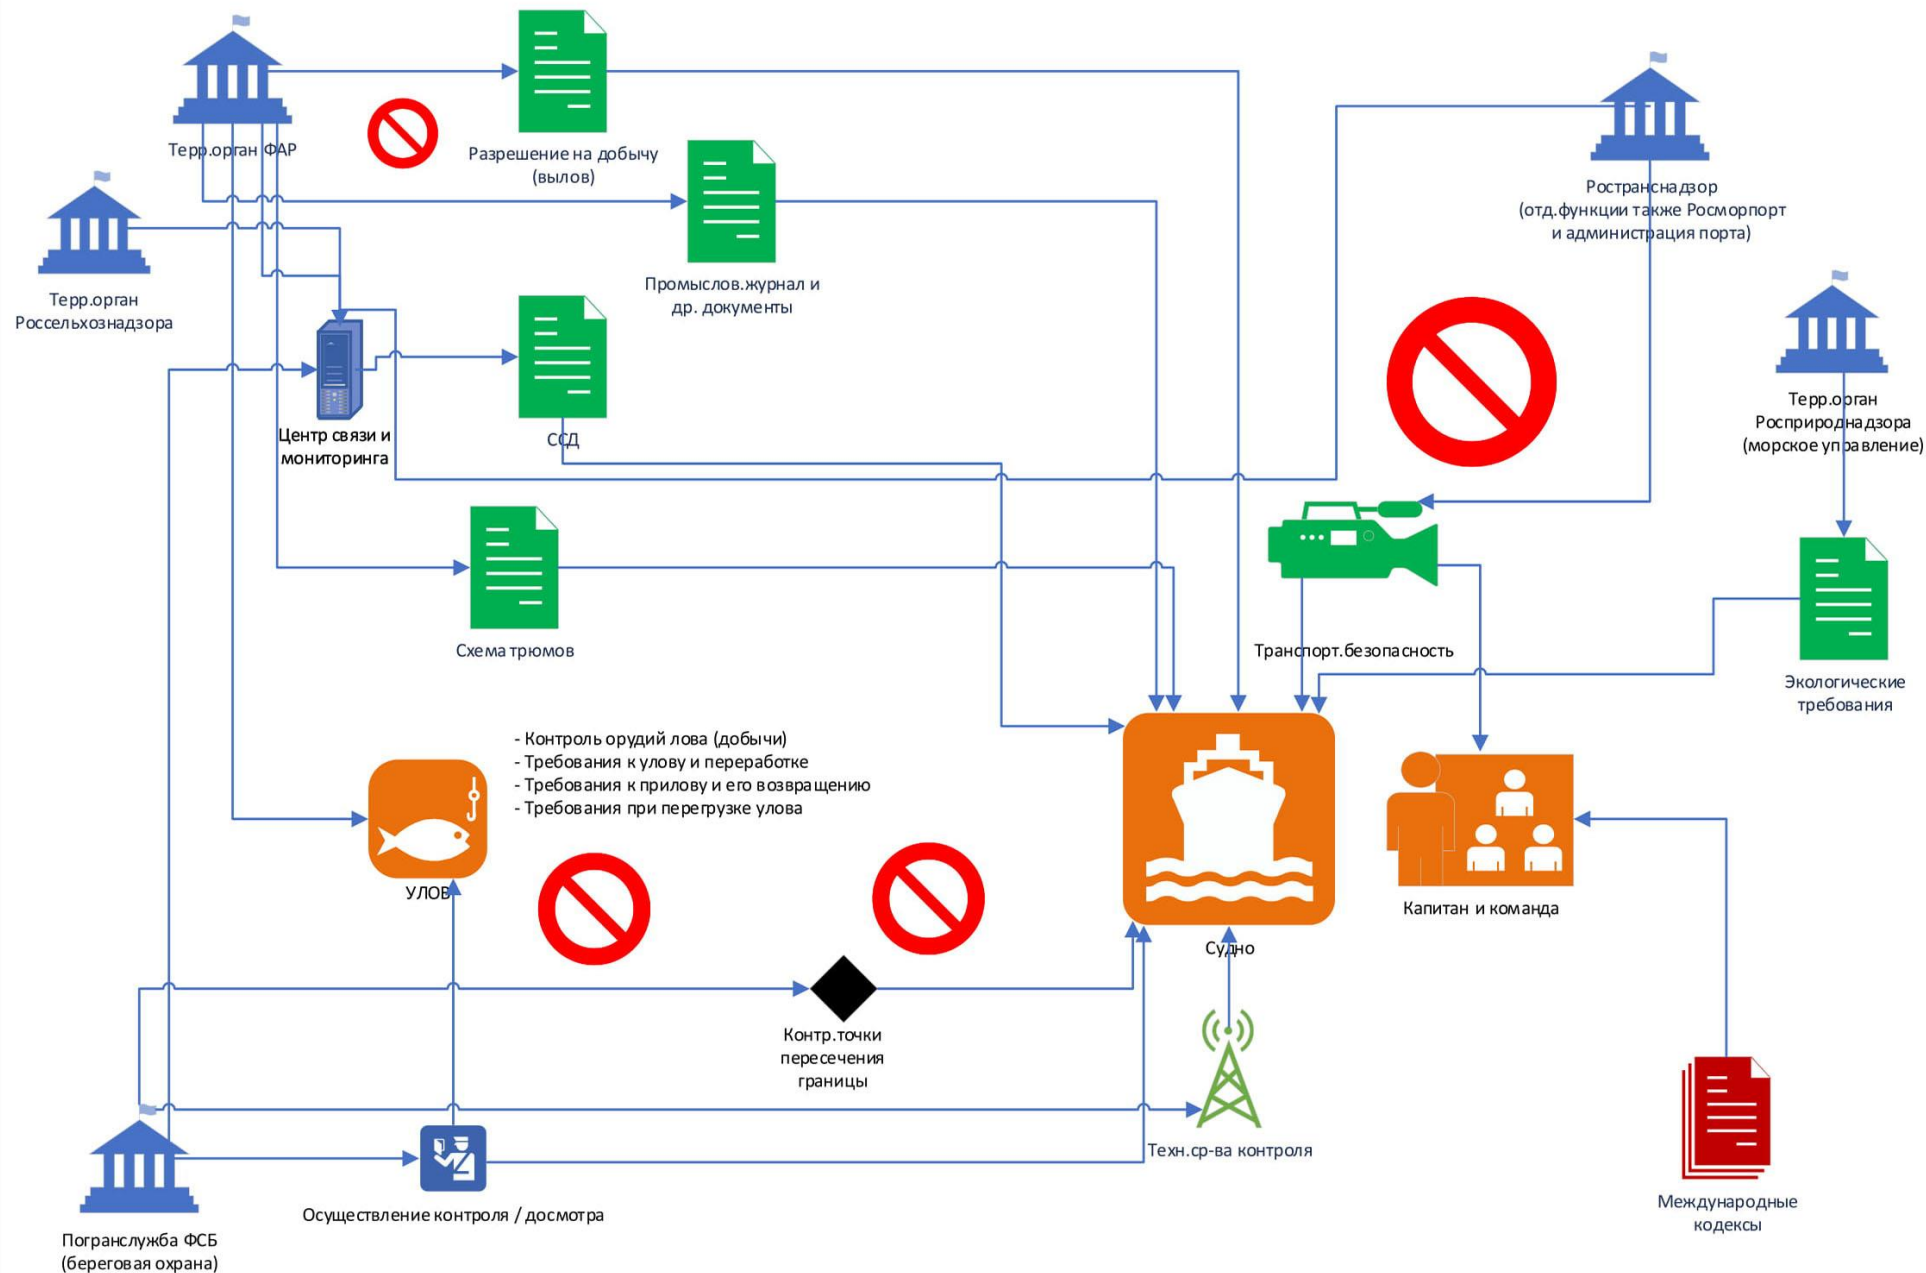 Терр.орган ФАР
Разрешение на добычу
(вылов)
Ространснадзор
(отд.функции также Росморпорт
и администрация порта)
Терр.орган
Россельхознадзора
Промыслов.журнал и
др. документы
Центр связи и
мониторинга
ССД
Терр.орган
Росприроднадзора
(морское управление)
Схема трюмов
Транспорт.безопасность
Экологические
требования
- Контроль орудий лова (добычи)
- Требования к улову и переработке
- Требования к прилову и его возвращению
- Требования при перегрузке улова
УЛОВ
Капитан и команда
Судно
Контр.точки
пересечения
границы
Техн.ср-ва контроля
Осуществление контроля / досмотра
Международные
кодексы
Погранслужба ФСБ
(береговая охрана)